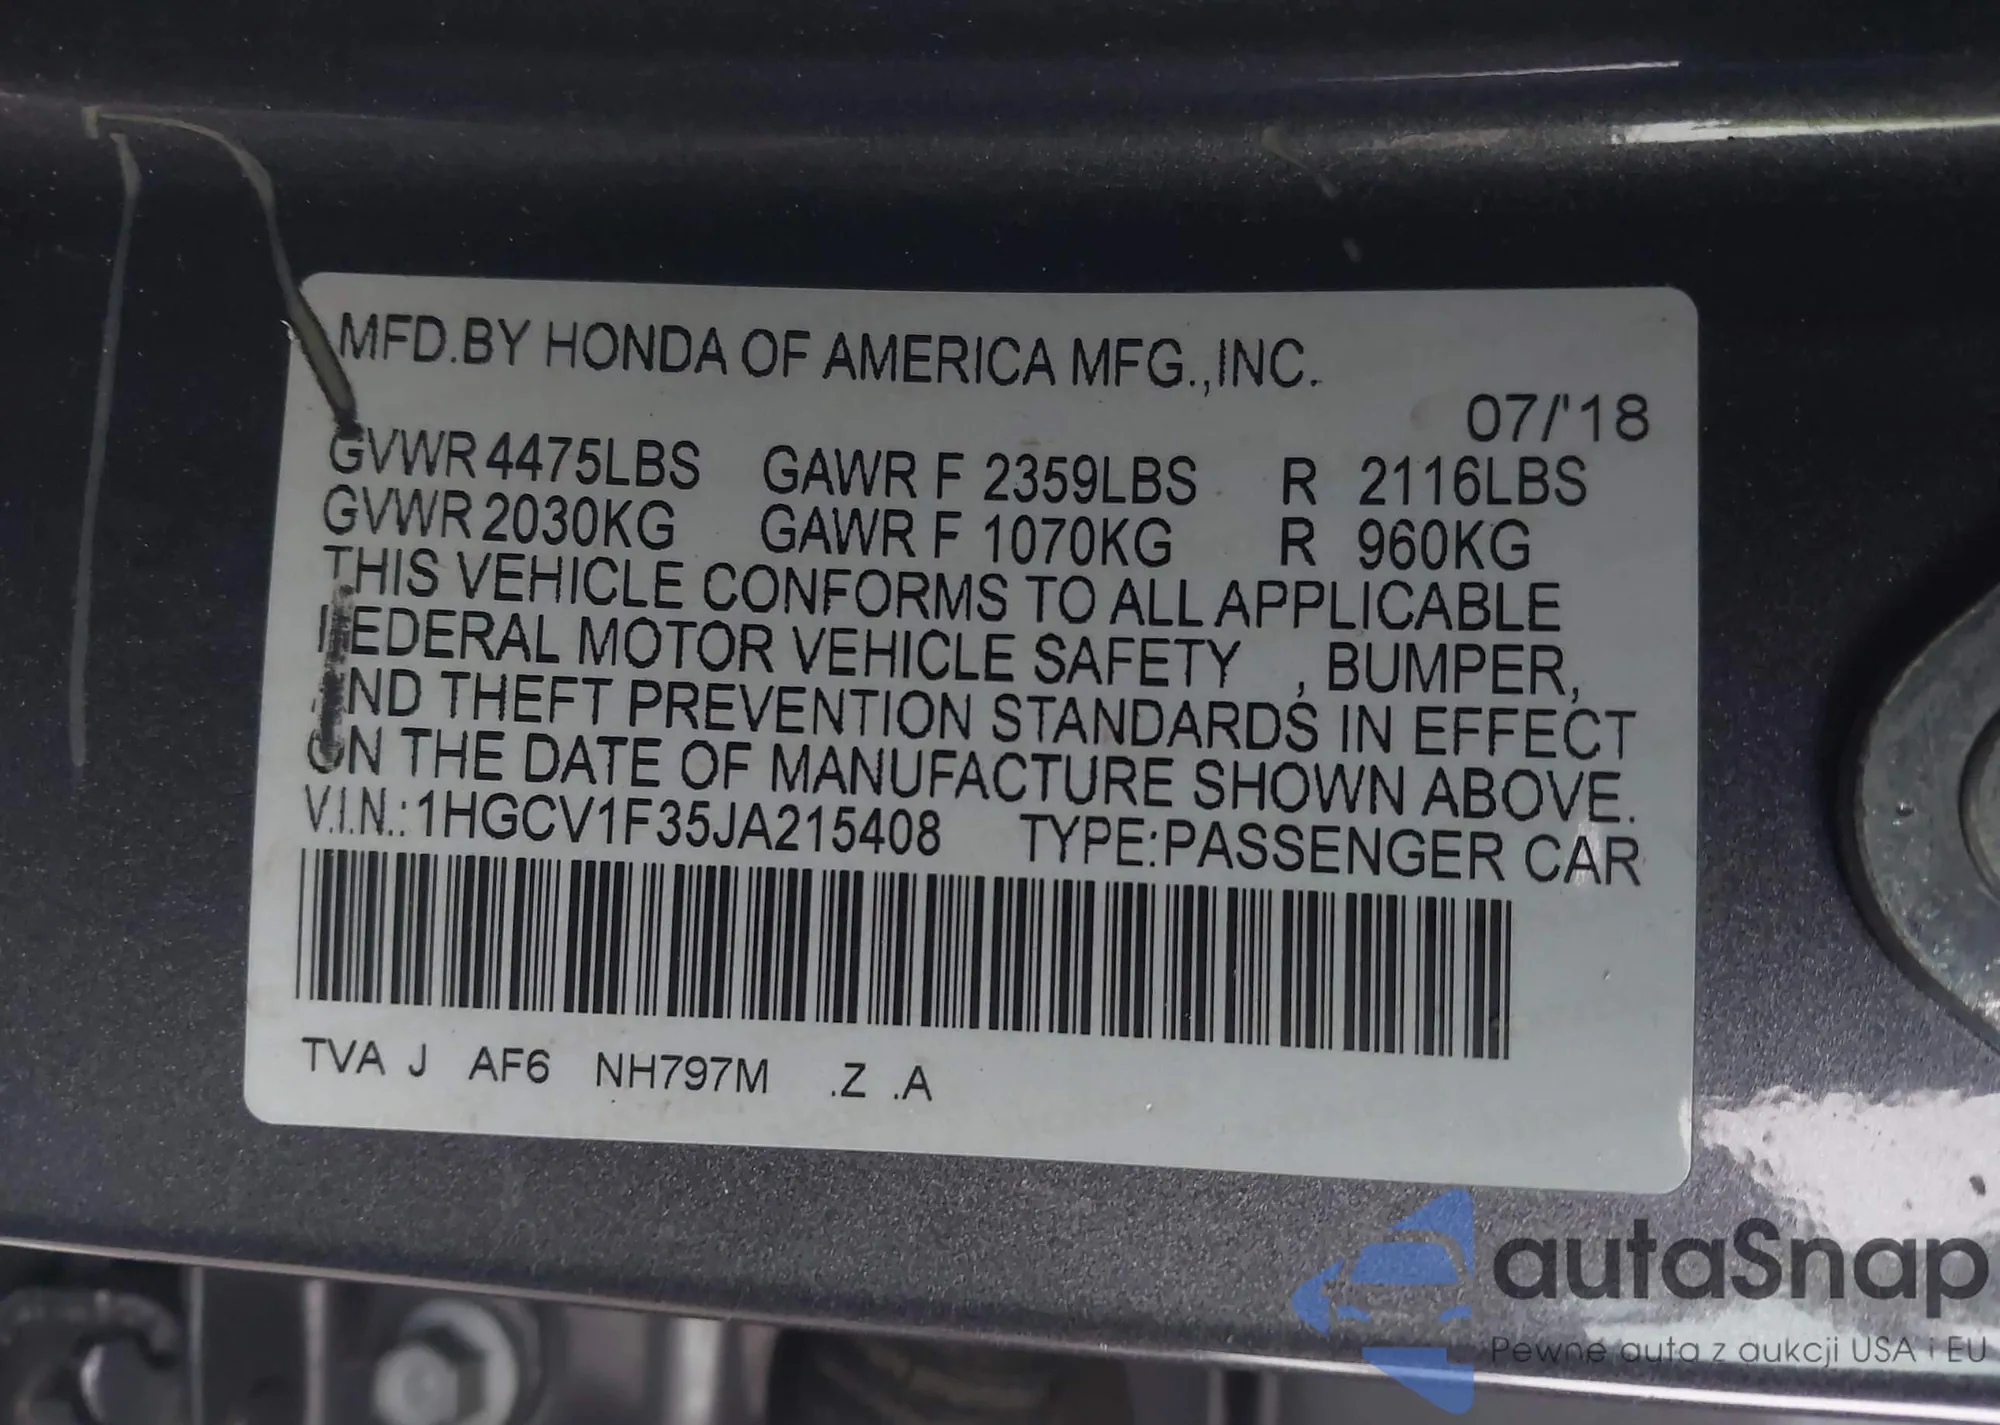 MFD.BY HONDA OF AMERICA MFG.,INC.
07/'18
GVWR 4475LBS GAWR F 2359LBS R 2116LBS
GVWR 2030KG GAWR F 1070KG R 960KG
THIS VEHICLE CONFORMS TO ALL APPLICABLE
FEDERAL MOTOR VEHICLE SAFETY , BUMPER,
AND THEFT PREVENTION STANDARDS IN EFFECT
ON THE DATE OF MANUFACTURE SHOWN ABOVE.
V.I.N.: 1HGCV1F35JA215408 TYPE:PASSENGER CAR
TVA J AF6 NH797M .Z .A
autaSnap
Pewne auta z aukcji USA i EU